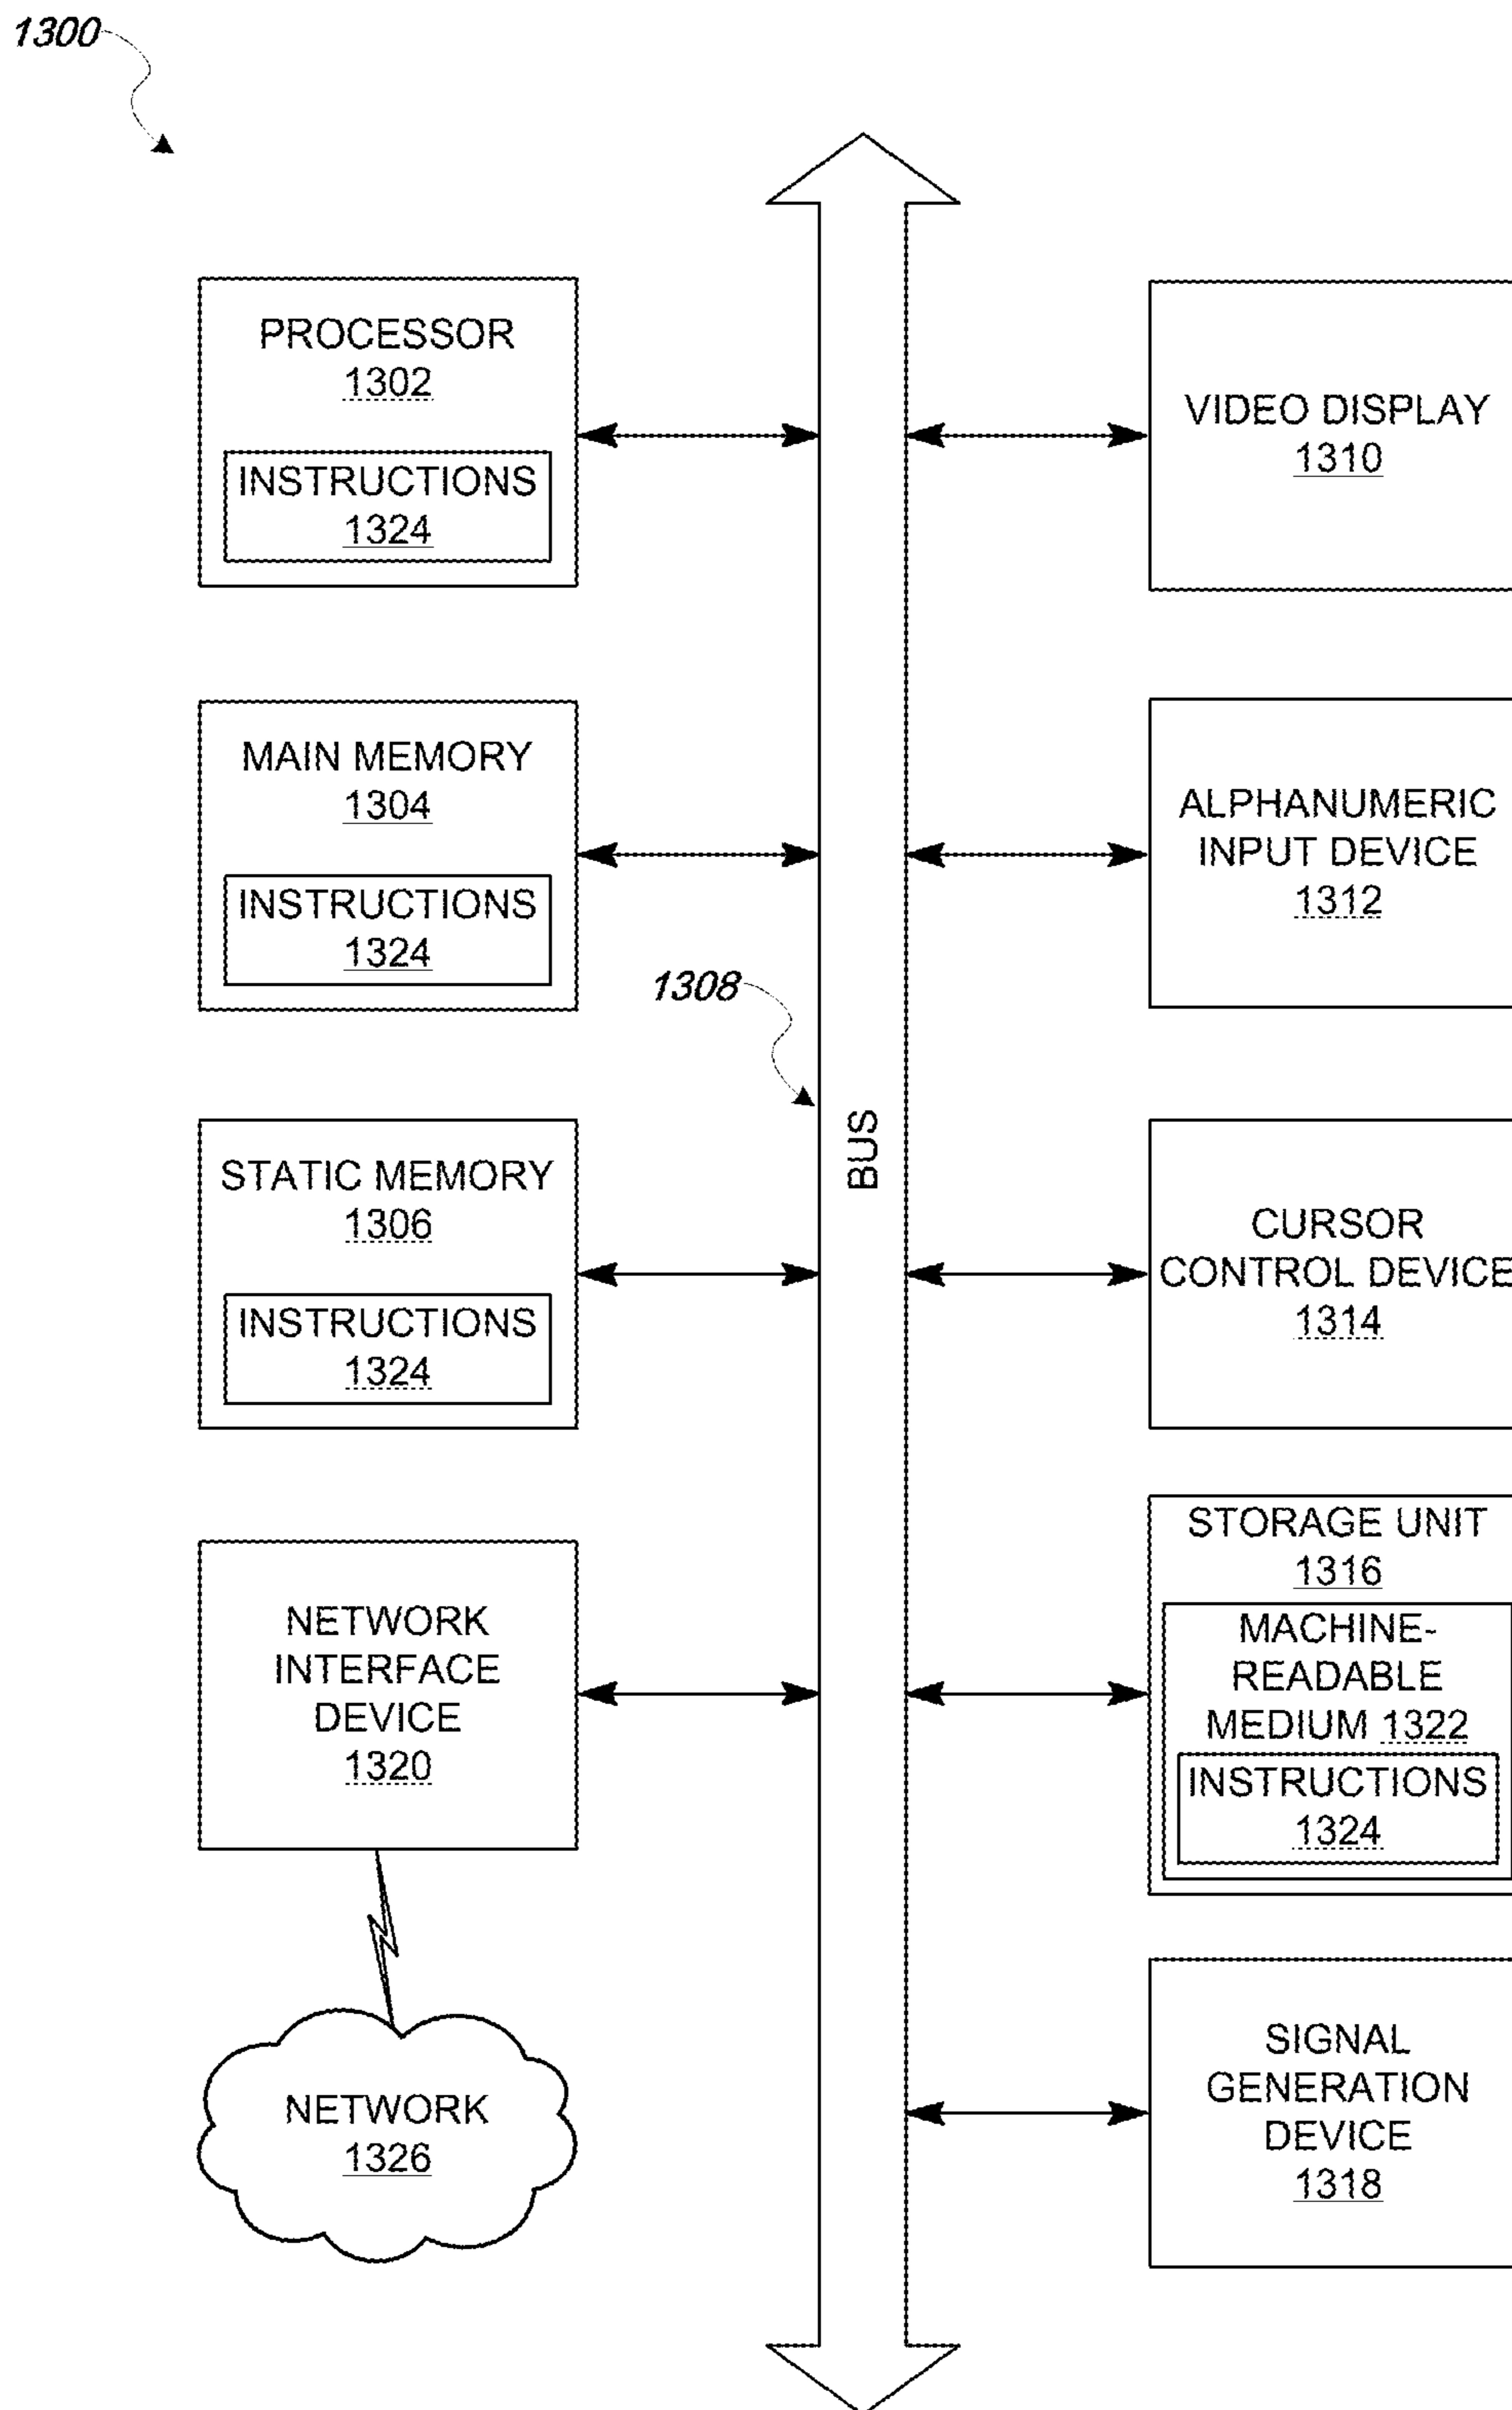 1300
PROCESSOR
1302
INSTRUCTIONS
1324
MAIN MEMORY
1304
INSTRUCTIONS
1324
1308
STATIC MEMORY
1306
INSTRUCTIONS
1324
NETWORK
INTERFACE
DEVICE
1320
NETWORK
1326
BUS
VIDEO DISPLAY
1310
ALPHANUMERIC
INPUT DEVICE
1312
CURSOR
CONTROL DEVICE
1314
STORAGE UNIT
1316
MACHINE-
READABLE
MEDIUM 1322
INSTRUCTIONS
1324
SIGNAL
GENERATION
DEVICE
1318